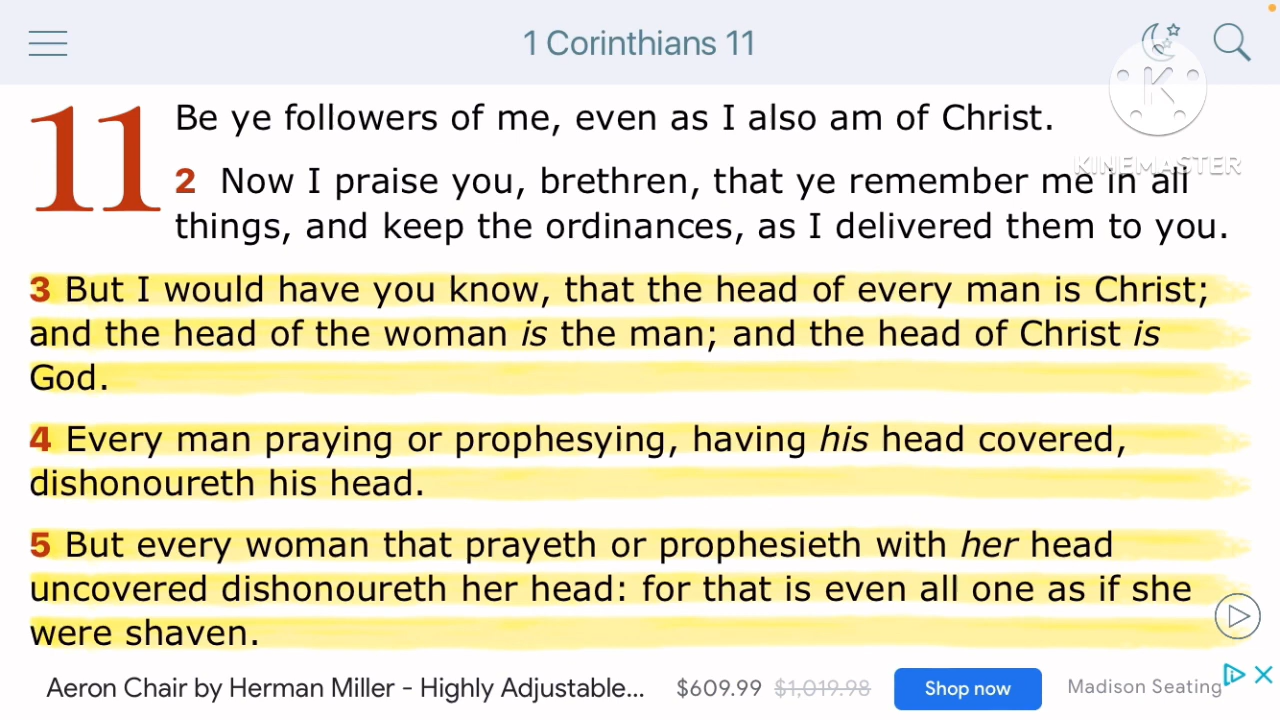 1 Corinthians 11
K
KINEMASTER
11 Be ye followers of me, even as I also am of Christ.
2 Now I praise you, brethren, that ye remember me in all
things, and keep the ordinances, as I delivered them to you.
3 But I would have you know, that the head of every man is Christ;
and the head of the woman is the man; and the head of Christ is
God.
4 Every man praying or prophesying, having his head covered,
dishonoureth his head.
5 But every woman that prayeth or prophesieth with her head
uncovered dishonoureth her head: for that is even all one as if she
were shaven.
Aeron Chair by Herman Miller - Highly Adjustable... $609.99 $1,019.98 Shop now Madison Seating